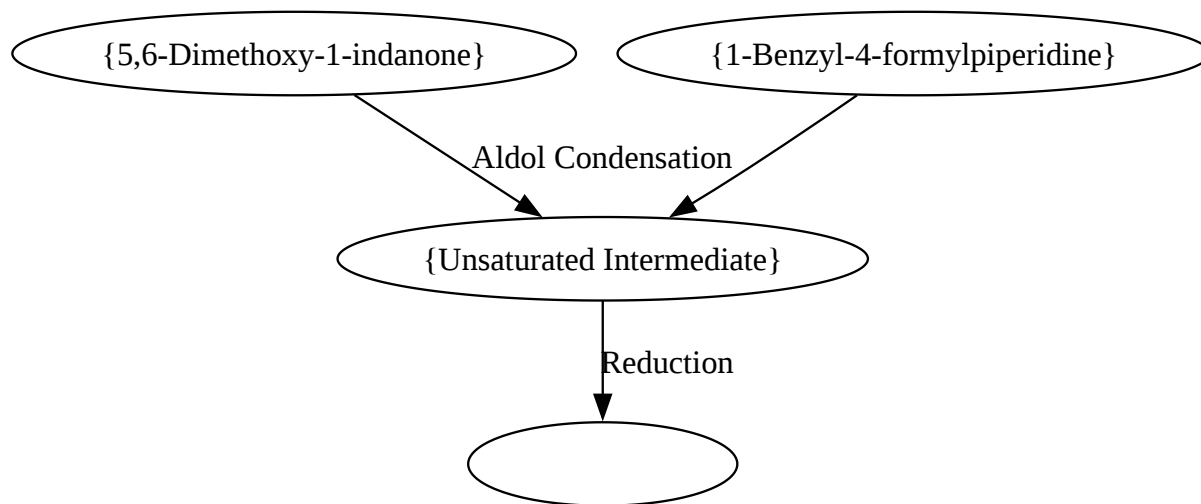 {5,6-Dimethoxy-1-indanone}
{1-Benzyl-4-formylpiperidine}
Aldol Condensation
{Unsaturated Intermediate}
Reduction